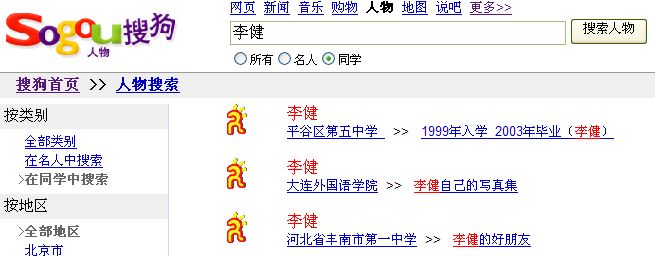 网页 新闻 音乐 购物 人物 地图 说吧 更多>>
Sogou搜狗
人物
李健 搜索人物
所有 名人 同学
搜狗首页 >> 人物搜索
按类别
全部类别
在名人中搜索
>在同学中搜索
按地区
>全部地区
北京市
李健
平谷区第五中学 >> 1999年入学 2003年毕业（李健）
李健
大连外国语学院 >> 李健自己的写真集
李健
河北省丰南市第一中学 >> 李健的好朋友